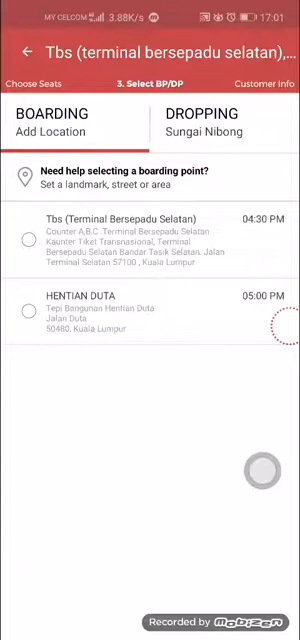 MY CELCOM 3.88K/s 17:01
Tbs (terminal bersepadu selatan),...
Choose Seats 3. Select BP/DP Customer Info
BOARDING DROPPING
Add Location Sungai Nibong
Need help selecting a boarding point?
Set a landmark, street or area
Tbs (Terminal Bersepadu Selatan) 04:30 PM
Counter A,B,C .Terminal Bersepadu Selatan
Kaunter Tiket Transnasional, Terminal
Bersepadu Selatan Bandar Tasik Selatan. Jalan
Terminal Selatan 57100 , Kuala Lumpur
HENTIAN DUTA 05:00 PM
Tepi Bangunan Hentian Duta
Jalan Duta
50480, Kuala Lumpur
Recorded by MOBIZEN